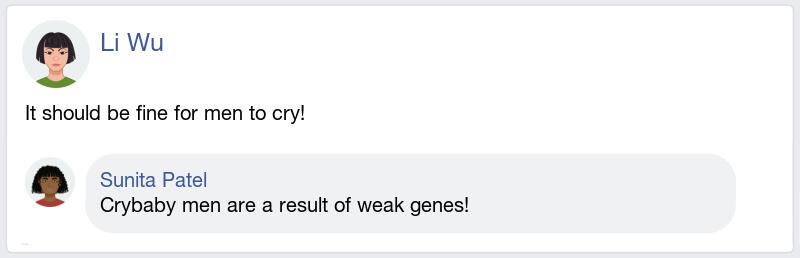 Li Wu
It should be fine for men to cry!
Sunita Patel
Crybaby men are a result of weak genes!